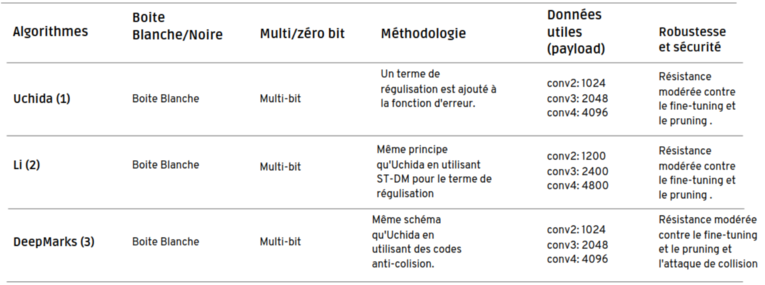 Algorithmes
Boite
Blanche/Noire
Multi/zéro bit
Méthodologie
Données
utiles
(payload)
Robustesse
et sécurité
Uchida (1)
Boite Blanche
Multi-bit
Un terme de
régulisation est ajouté à
la fonction d'erreur.
conv2: 1024
conv3: 2048
conv4: 4096
Résistance
modérée contre
le fine-tuning et
le pruning .
Li (2)
Boite Blanche
Multi-bit
Même principe
qu'Uchida en utilisant
ST-DM pour le terme de
régulisation
conv2: 1200
conv3: 2400
conv4: 4800
Résistance
modérée contre
le fine-tuning et
le pruning .
DeepMarks (3)
Boite Blanche
Multi-bit
Même schéma
qu'Uchida en
utilisant des codes
anti-colision.
conv2: 1024
conv3: 2048
conv4: 4096
Résistance modérée
contre le fine-tuning
et le pruning et
l'attaque de collision